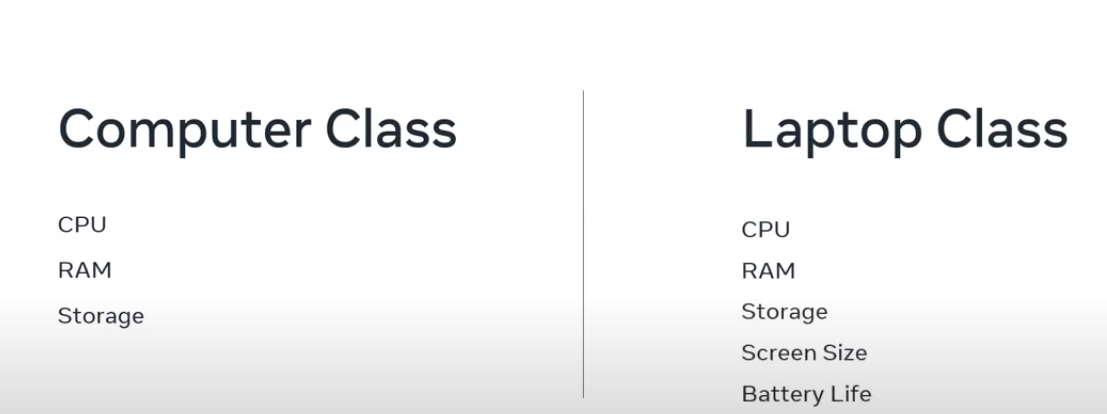 Computer Class
CPU
RAM
Storage
Laptop Class
CPU
RAM
Storage
Screen Size
Battery Life